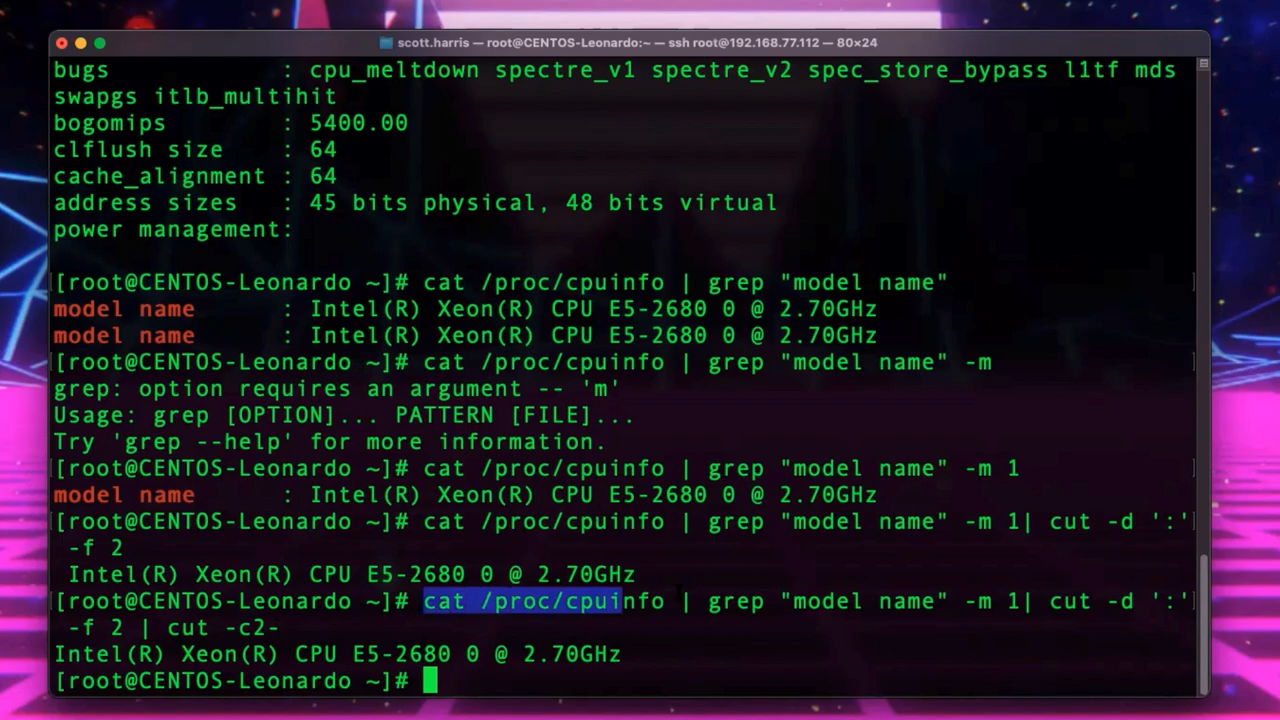 scott.harris — root@CENTOS-Leonardo:~ — ssh root@192.168.77.112 — 80×24
bugs : cpu_meltdown spectre_v1 spectre_v2 spec_store_bypass l1tf mds
swapgs itlb_multihit
bogomips : 5400.00
clflush size : 64
cache_alignment : 64
address sizes : 45 bits physical, 48 bits virtual
power management:
[root@CENTOS-Leonardo ~]# cat /proc/cpuinfo | grep "model name" ]
model name : Intel(R) Xeon(R) CPU E5-2680 0 @ 2.70GHz
model name : Intel(R) Xeon(R) CPU E5-2680 0 @ 2.70GHz
[root@CENTOS-Leonardo ~]# cat /proc/cpuinfo | grep "model name" -m ]
grep: option requires an argument -- 'm'
Usage: grep [OPTION]... PATTERN [FILE]...
Try 'grep --help' for more information.
[root@CENTOS-Leonardo ~]# cat /proc/cpuinfo | grep "model name" -m 1 ]
model name : Intel(R) Xeon(R) CPU E5-2680 0 @ 2.70GHz
[root@CENTOS-Leonardo ~]# cat /proc/cpuinfo | grep "model name" -m 1| cut -d ':']
-f 2
Intel(R) Xeon(R) CPU E5-2680 0 @ 2.70GHz
[root@CENTOS-Leonardo ~]# cat /proc/cpuinfo | grep "model name" -m 1| cut -d ':']
-f 2 | cut -c2-
Intel(R) Xeon(R) CPU E5-2680 0 @ 2.70GHz
[root@CENTOS-Leonardo ~]#